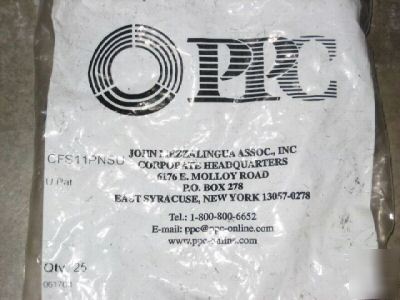 PPC
CFS11PNSU
U Pat
JOHN MEZZALINGUA ASSOC., INC
CORPORATE HEADQUARTERS
6176 E. MOLLOY ROAD
P.O. BOX 278
EAST SYRACUSE, NEW YORK 13057-0278
Tel.: 1-800-800-6652
E-mail: ppc@ppc-online.com
www.ppc-online.com
Qty. 25